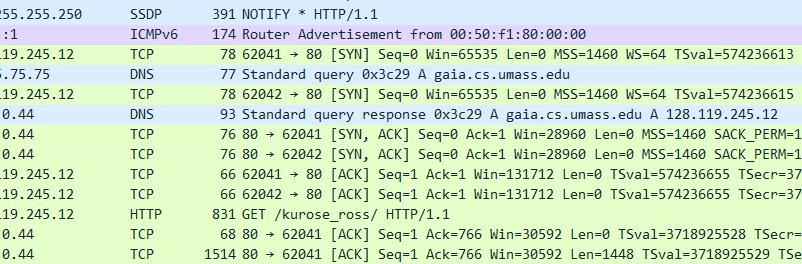 255.255.250 SSDP 391 NOTIFY * HTTP/1.1
:1 ICMPv6 174 Router Advertisement from 00:50:f1:80:00:00
119.245.12 TCP 78 62041 → 80 [SYN] Seq=0 Win=65535 Len=0 MSS=1460 WS=64 TSval=574236613
.75.75 DNS 77 Standard query 0x3c29 A gaia.cs.umass.edu
119.245.12 TCP 78 62042 → 80 [SYN] Seq=0 Win=65535 Len=0 MSS=1460 WS=64 TSval=574236615
0.44 DNS 93 Standard query response 0x3c29 A gaia.cs.umass.edu A 128.119.245.12
0.44 TCP 76 80 → 62041 [SYN, ACK] Seq=0 Ack=1 Win=28960 Len=0 MSS=1460 SACK_PERM=1
0.44 TCP 76 80 → 62042 [SYN, ACK] Seq=0 Ack=1 Win=28960 Len=0 MSS=1460 SACK_PERM=1
119.245.12 TCP 66 62041 → 80 [ACK] Seq=1 Ack=1 Win=131712 Len=0 TSval=574236655 TSecr=37
119.245.12 TCP 66 62042 → 80 [ACK] Seq=1 Ack=1 Win=131712 Len=0 TSval=574236655 TSecr=37
119.245.12 HTTP 831 GET /kurose_ross/ HTTP/1.1
0.44 TCP 68 80 → 62041 [ACK] Seq=1 Ack=766 Win=30592 Len=0 TSval=3718925528 TSecr=
0.44 TCP 1514 80 → 62041 [ACK] Seq=1 Ack=766 Win=30592 Len=1448 TSval=3718925529 TSe